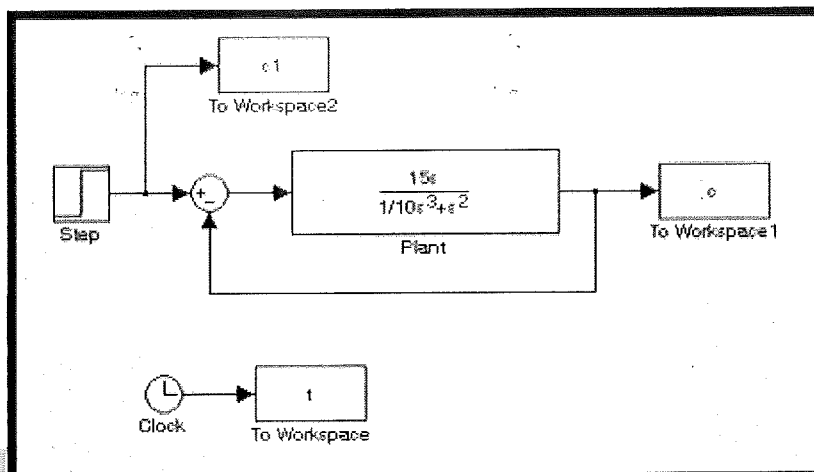 c1
To Workspace2
Step
+
−
15s
1/10s³+s²
Plant
c
To Workspace1
Clock
t
To Workspace